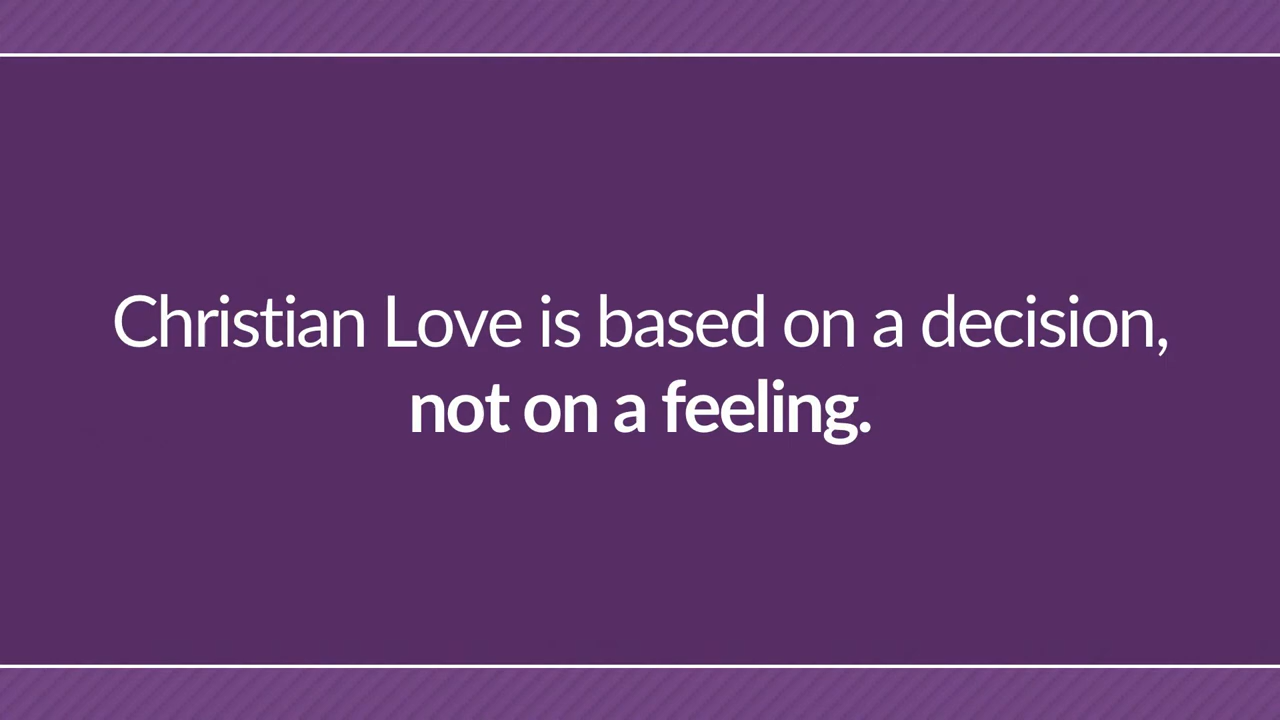 Christian Love is based on a decision,
not on a feeling.